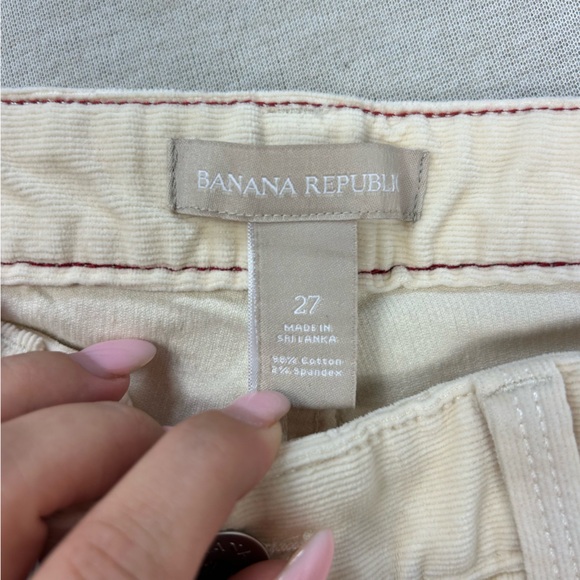 BANANA REPUBLIC
27
MADE IN
SRI LANKA
98% Cotton
2% Spandex